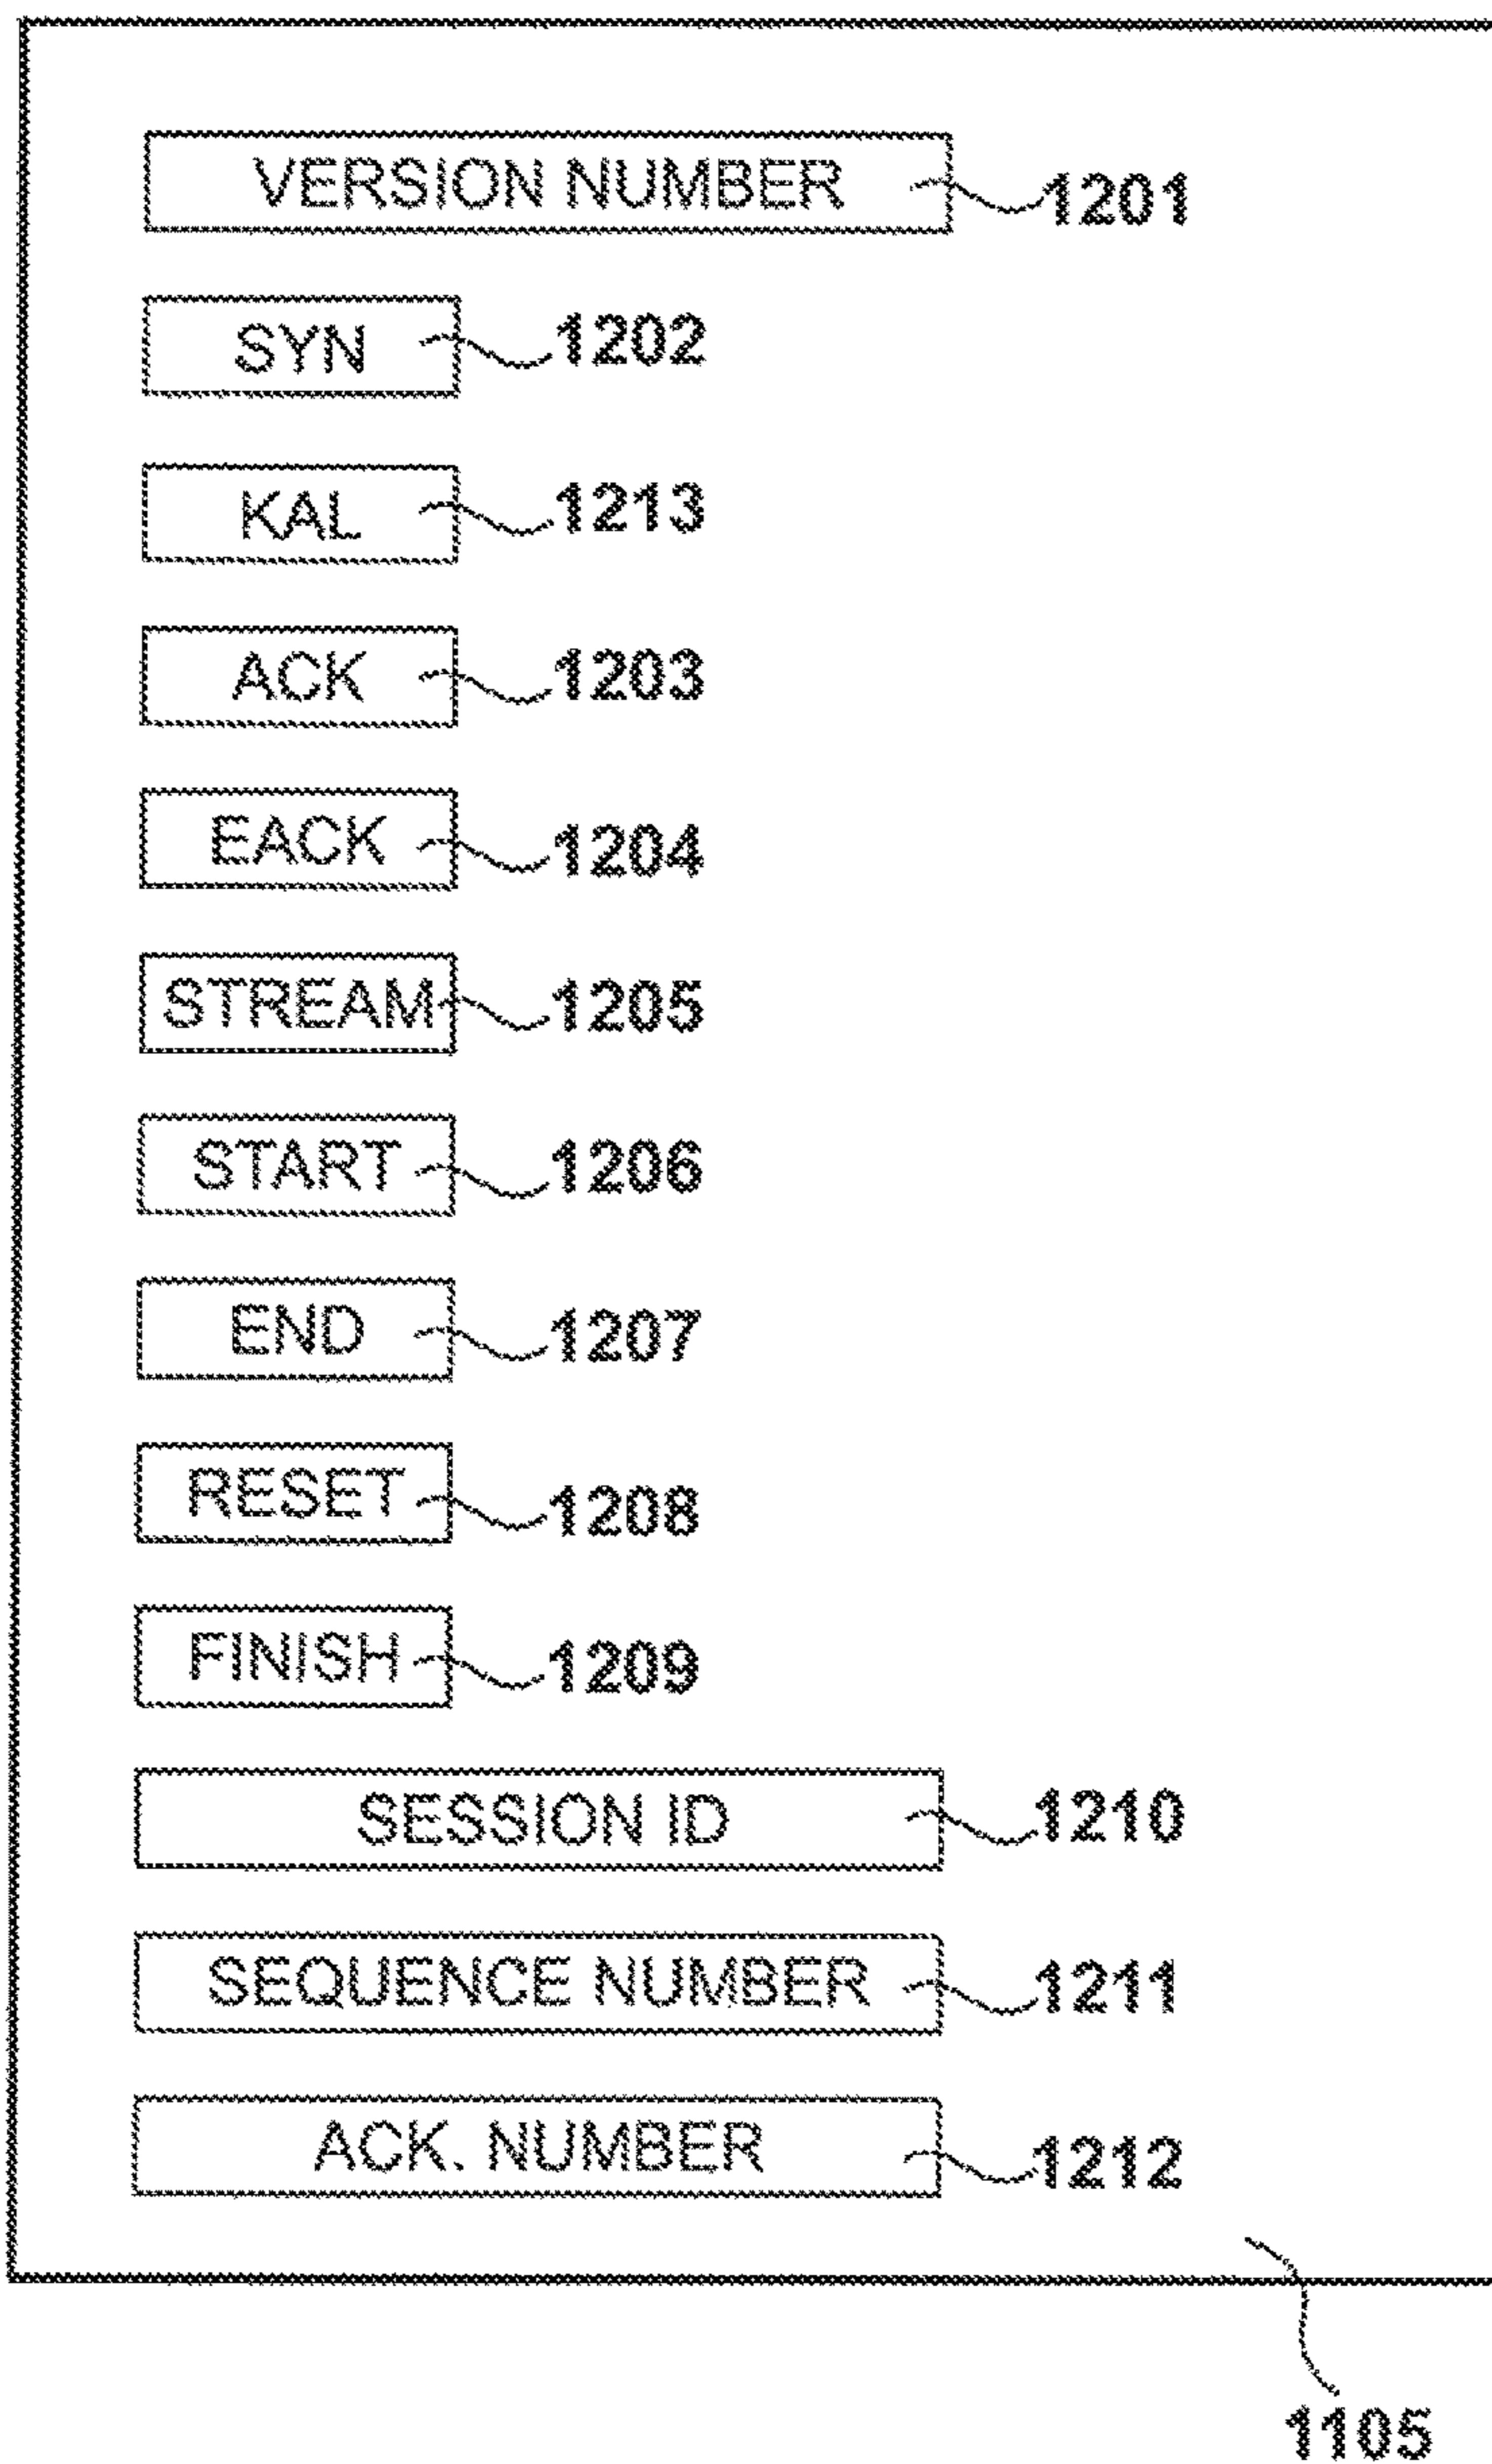 VERSION NUMBER 1201
SYN 1202
KAL 1213
ACK 1203
EACK 1204
STREAM 1205
START 1206
END 1207
RESET 1208
FINISH 1209
SESSION ID 1210
SEQUENCE NUMBER 1211
ACK. NUMBER 1212
1105